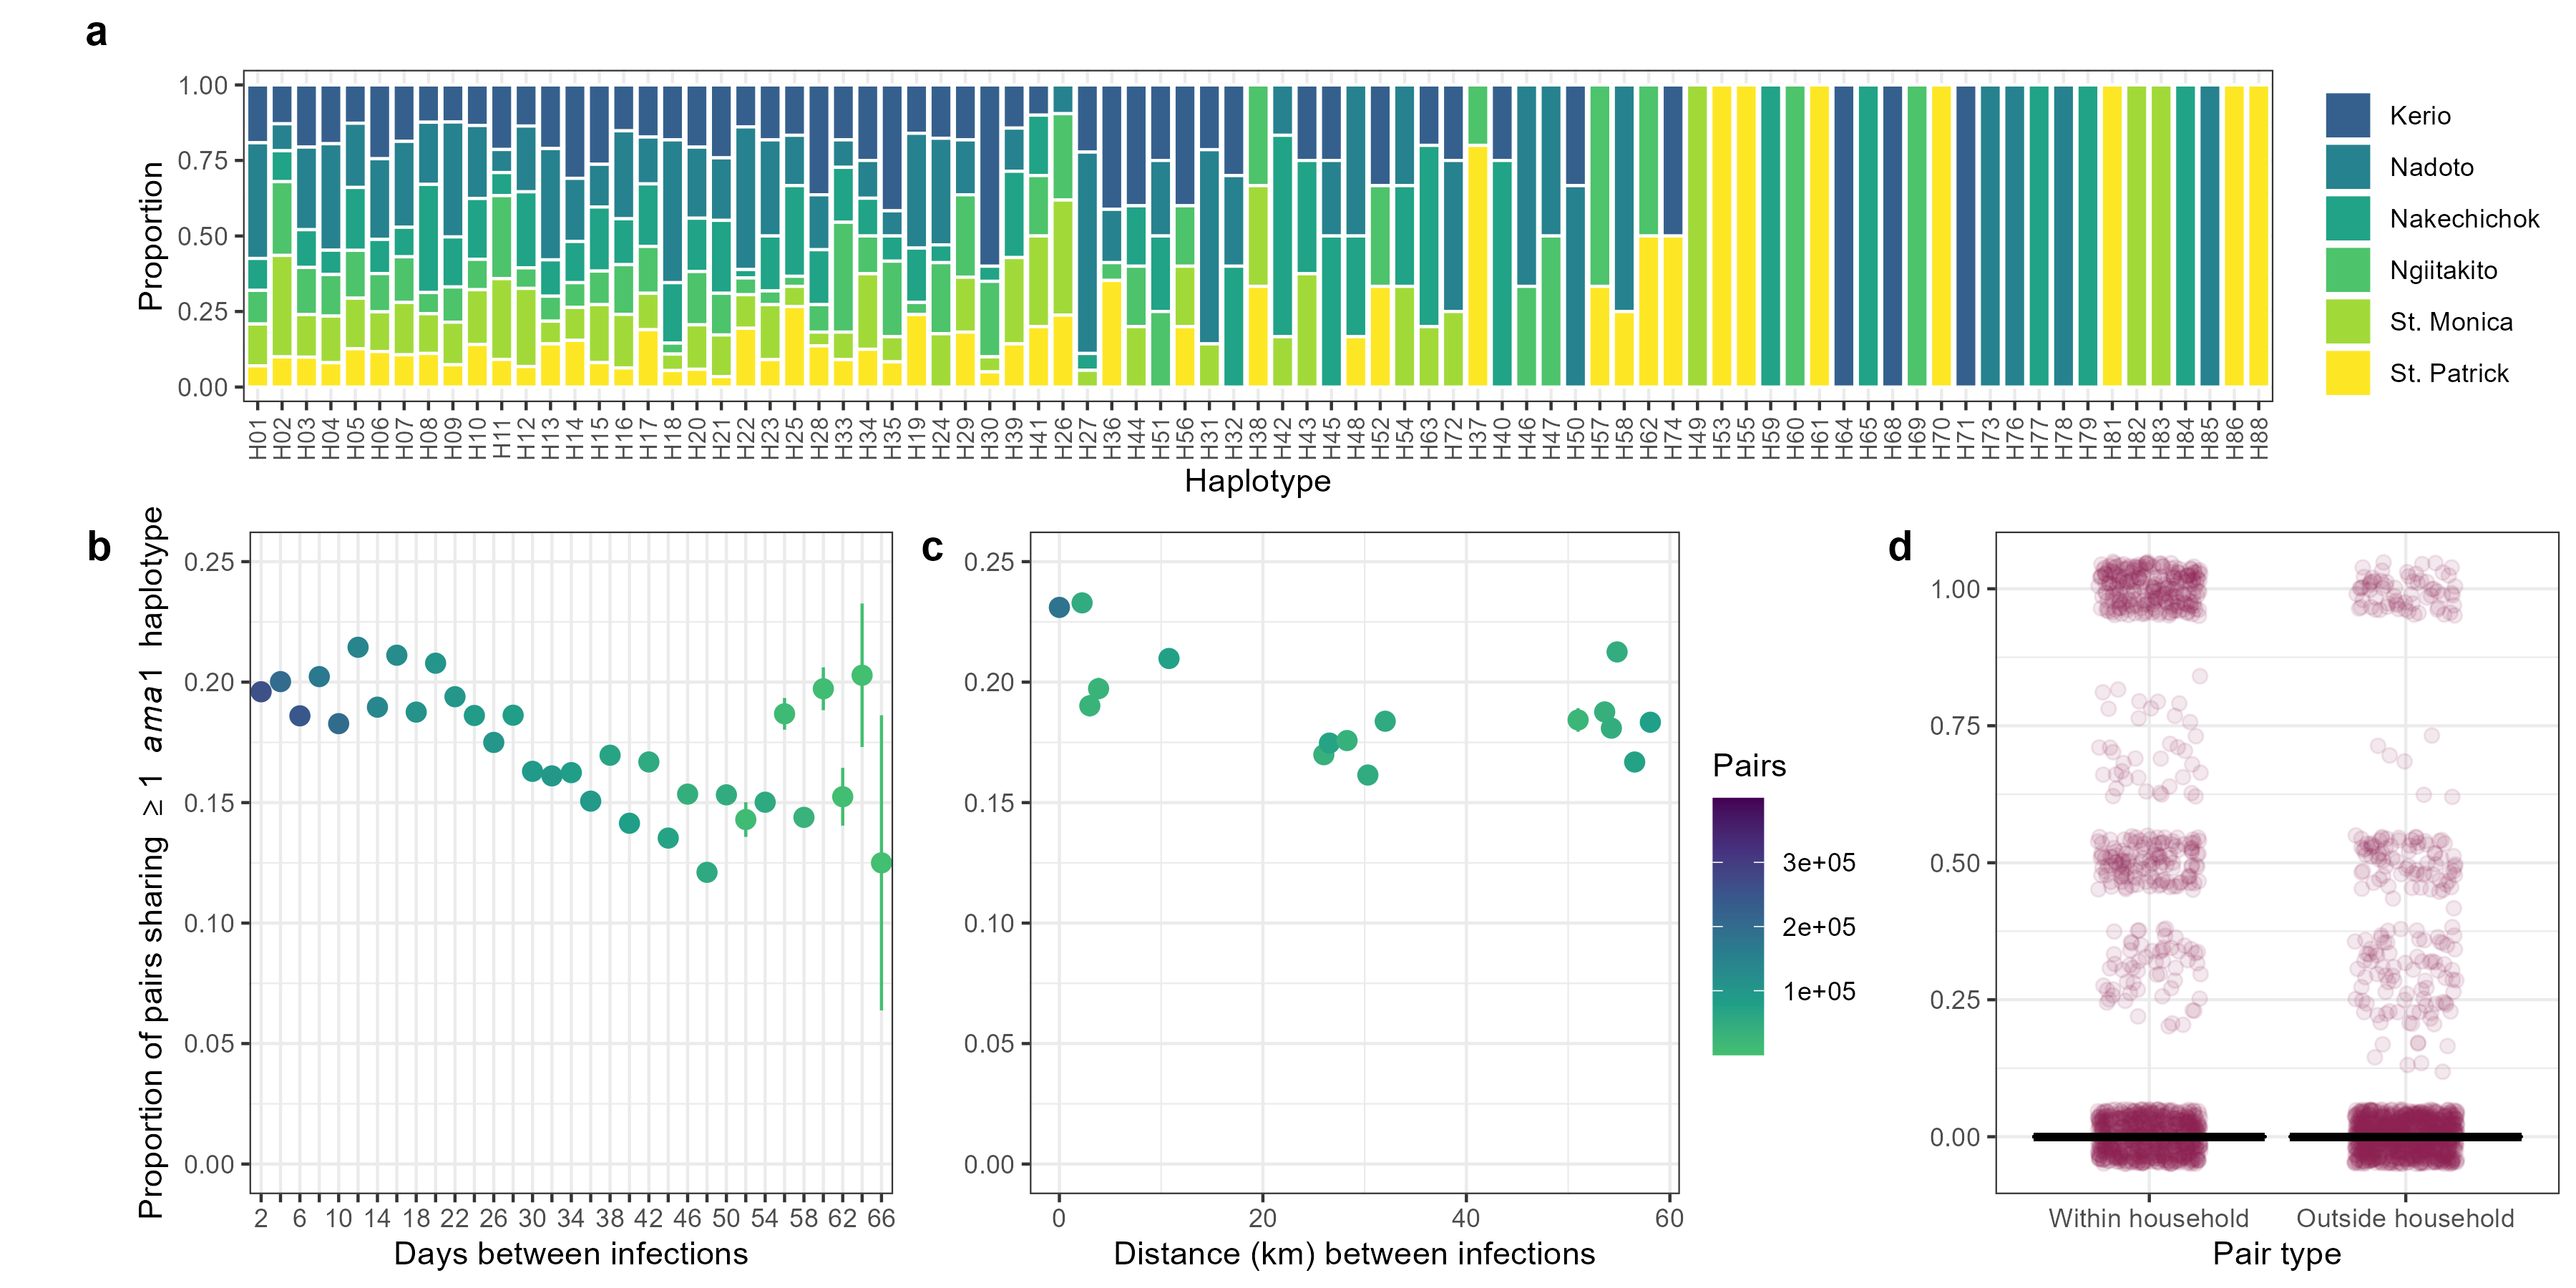 a
1.00
0.75
0.50
0.25
0.00
Proportion
H01 H02 H03 H04 H05 H06 H07 H08 H09 H10 H11 H12 H13 H14 H15 H16 H17 H18 H20 H21 H22 H23 H25 H28 H33 H34 H35 H19 H24 H29 H30 H39 H41 H26 H27 H36 H44 H51 H56 H31 H32 H38 H42 H43 H45 H48 H52 H54 H63 H72 H37 H40 H46 H47 H50 H57 H58 H62 H74 H49 H53 H55 H59 H60 H61 H64 H65 H68 H69 H70 H71 H73 H76 H77 H78 H79 H81 H82 H83 H84 H85 H86 H88
Haplotype
Kerio
Nadoto
Nakechichok
Ngiitakito
St. Monica
St. Patrick
b
Proportion of pairs sharing ≥ 1 ama1 haplotype
0.25
0.20
0.15
0.10
0.05
0.00
2 6 10 14 18 22 26 30 34 38 42 46 50 54 58 62 66
Days between infections
c
0.25
0.20
0.15
0.10
0.05
0.00
0 20 40 60
Distance (km) between infections
Pairs
3e+05
2e+05
1e+05
d
1.00
0.75
0.50
0.25
0.00
Within household Outside household
Pair type